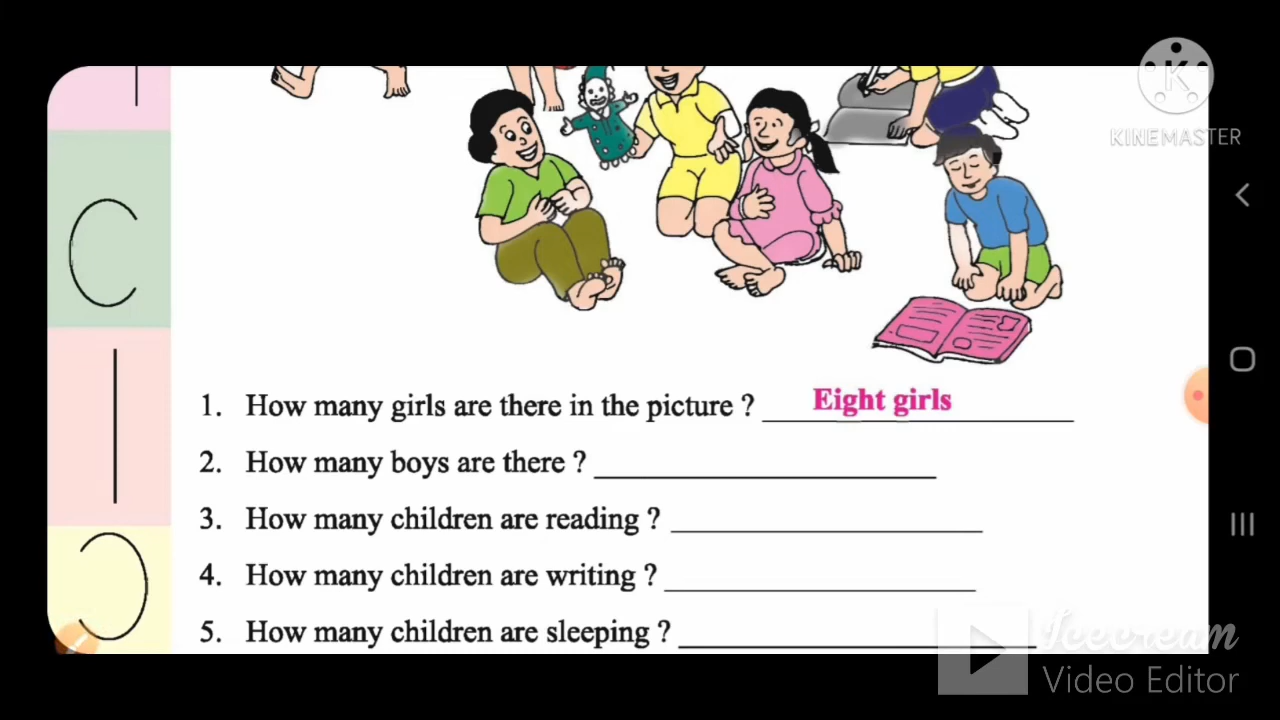 K
KINEMASTER
1. How many girls are there in the picture ? Eight girls
2. How many boys are there ?
3. How many children are reading ?
4. How many children are writing ?
5. How many children are sleeping ?
Icecream
Video Editor